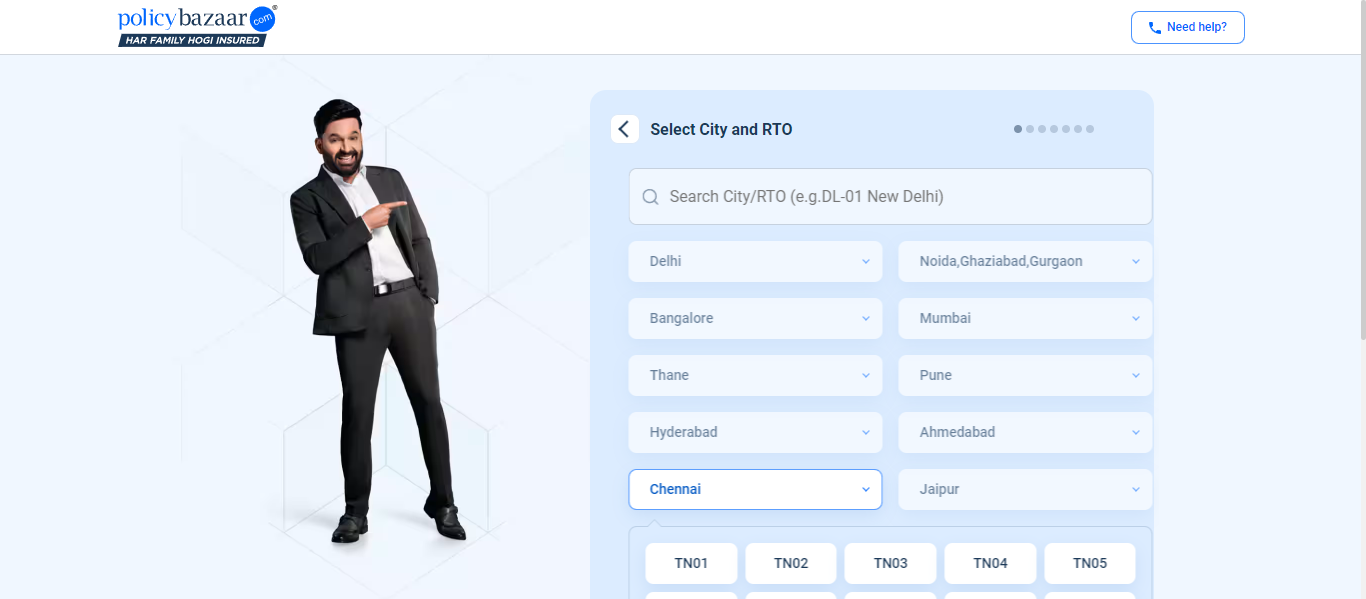 policybazaar.com®
HAR FAMILY HOGI INSURED
Need help?
Select City and RTO
Search City/RTO (e.g.DL-01 New Delhi)
Delhi
Noida,Ghaziabad,Gurgaon
Bangalore
Mumbai
Thane
Pune
Hyderabad
Ahmedabad
Chennai
Jaipur
TN01 TN02 TN03 TN04 TN05